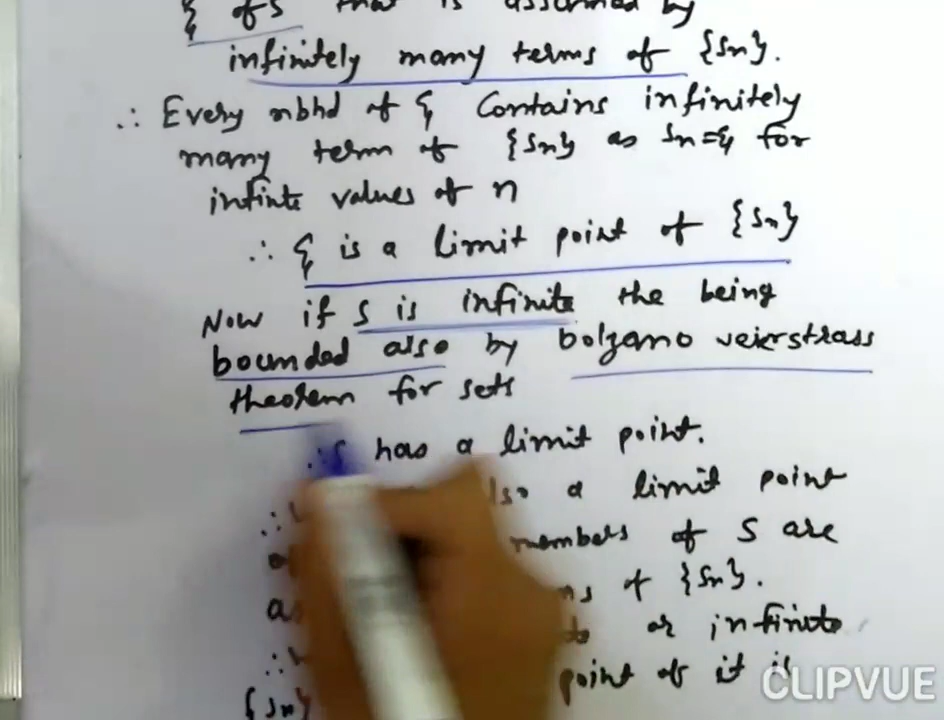 ξ of S that is assumed by
infinitely many terms of {Sn}.
∴ Every nbhd of ξ Contains infinitely
many term of {Sn} as Sn=ξ for
infinte values of n
∴ ξ is a limit point of {Sn}
Now if S is infinite the being
bounded also by bolzano veierstrass
theorem for sets
∴ S has a limit point.
∴ a limit point
members of S are
of {Sn}.
or infinite
∴ point of it is
{Sn}
CLIPVUE